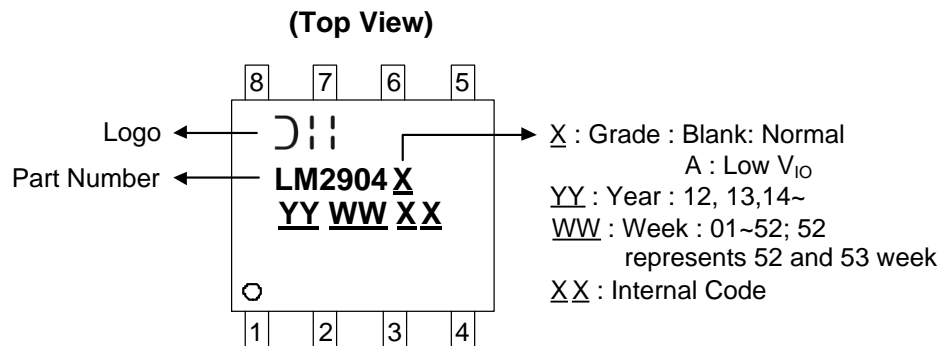 (Top View)
8 7 6 5
Logo
Part Number
LM2904 X
YY WW X X
X : Grade : Blank: Normal
A : Low VIO
YY : Year : 12, 13,14~
WW : Week : 01~52; 52
represents 52 and 53 week
X X : Internal Code
1 2 3 4